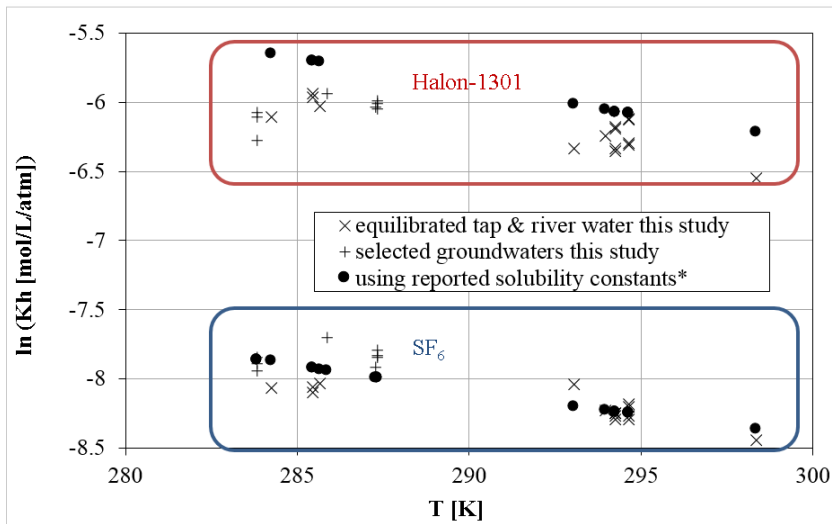 -5.5
Halon-1301
-6
-6.5
× equilibrated tap & river water this study
+ selected groundwaters this study
● using reported solubility constants*
-7
-7.5
SF₆
-8
-8.5
ln (Kh [mol/L/atm])
280 285 290 295 300
T [K]